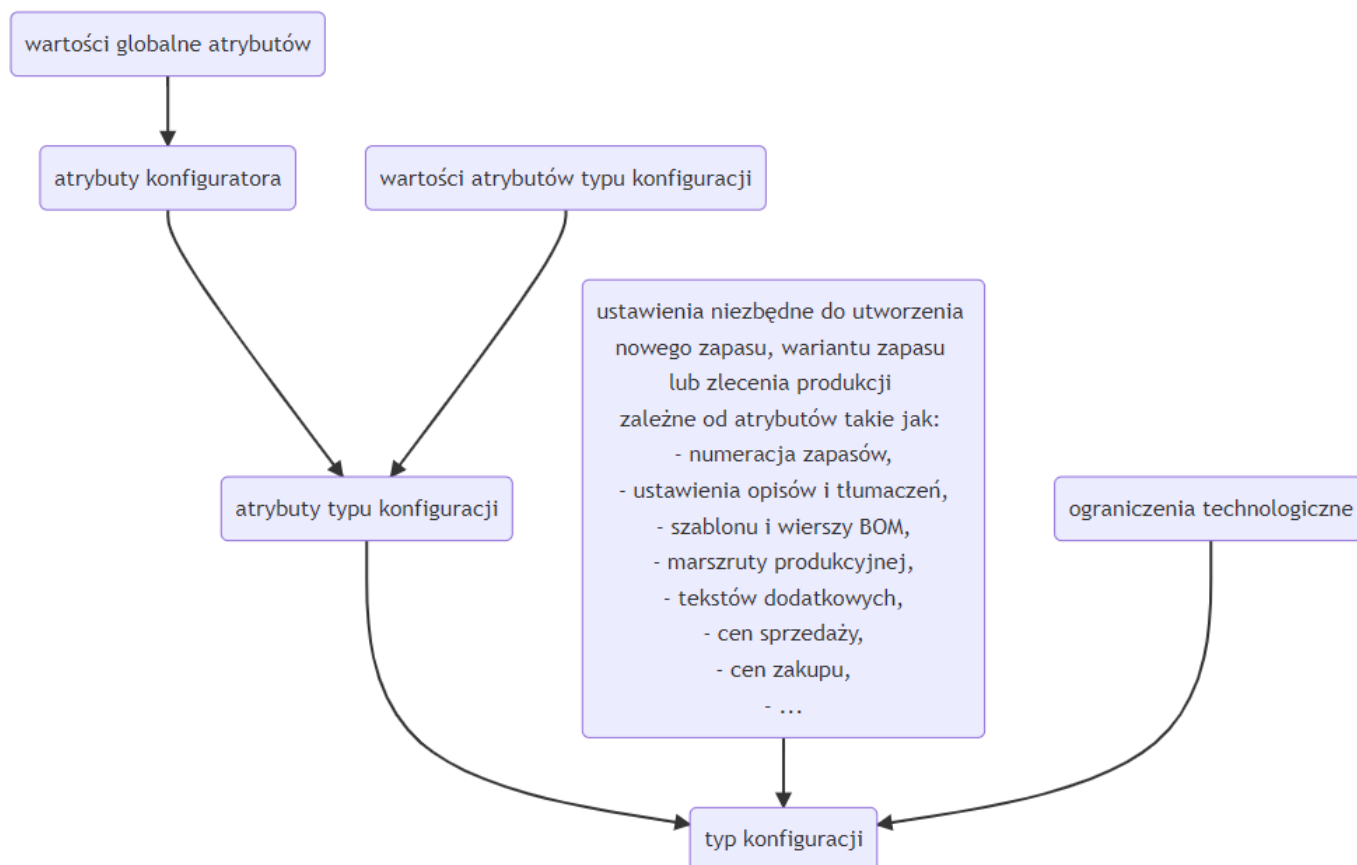 wartości globalne atrybutów
atrybuty konfiguratora
wartości atrybutów typu konfiguracji
ustawienia niezbędne do utworzenia
nowego zapasu, wariantu zapasu
lub zlecenia produkcji
zależne od atrybutów takie jak:
- numeracja zapasów,
- ustawienia opisów i tłumaczeń,
- szablonu i wierszy BOM,
- marszruty produkcyjnej,
- tekstów dodatkowych,
- cen sprzedaży,
- cen zakupu,
- ...
atrybuty typu konfiguracji
ograniczenia technologiczne
typ konfiguracji